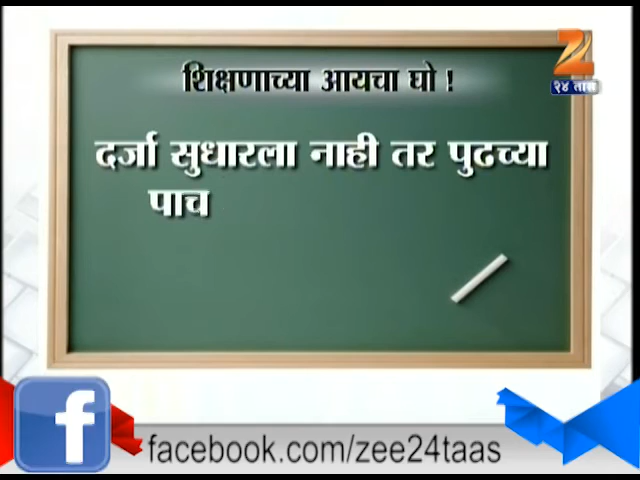 शिक्षणाच्या आयचा घो !
२४ तास
दर्जा सुधारला नाही तर पुढच्या
पाच
facebook.com/zee24taas